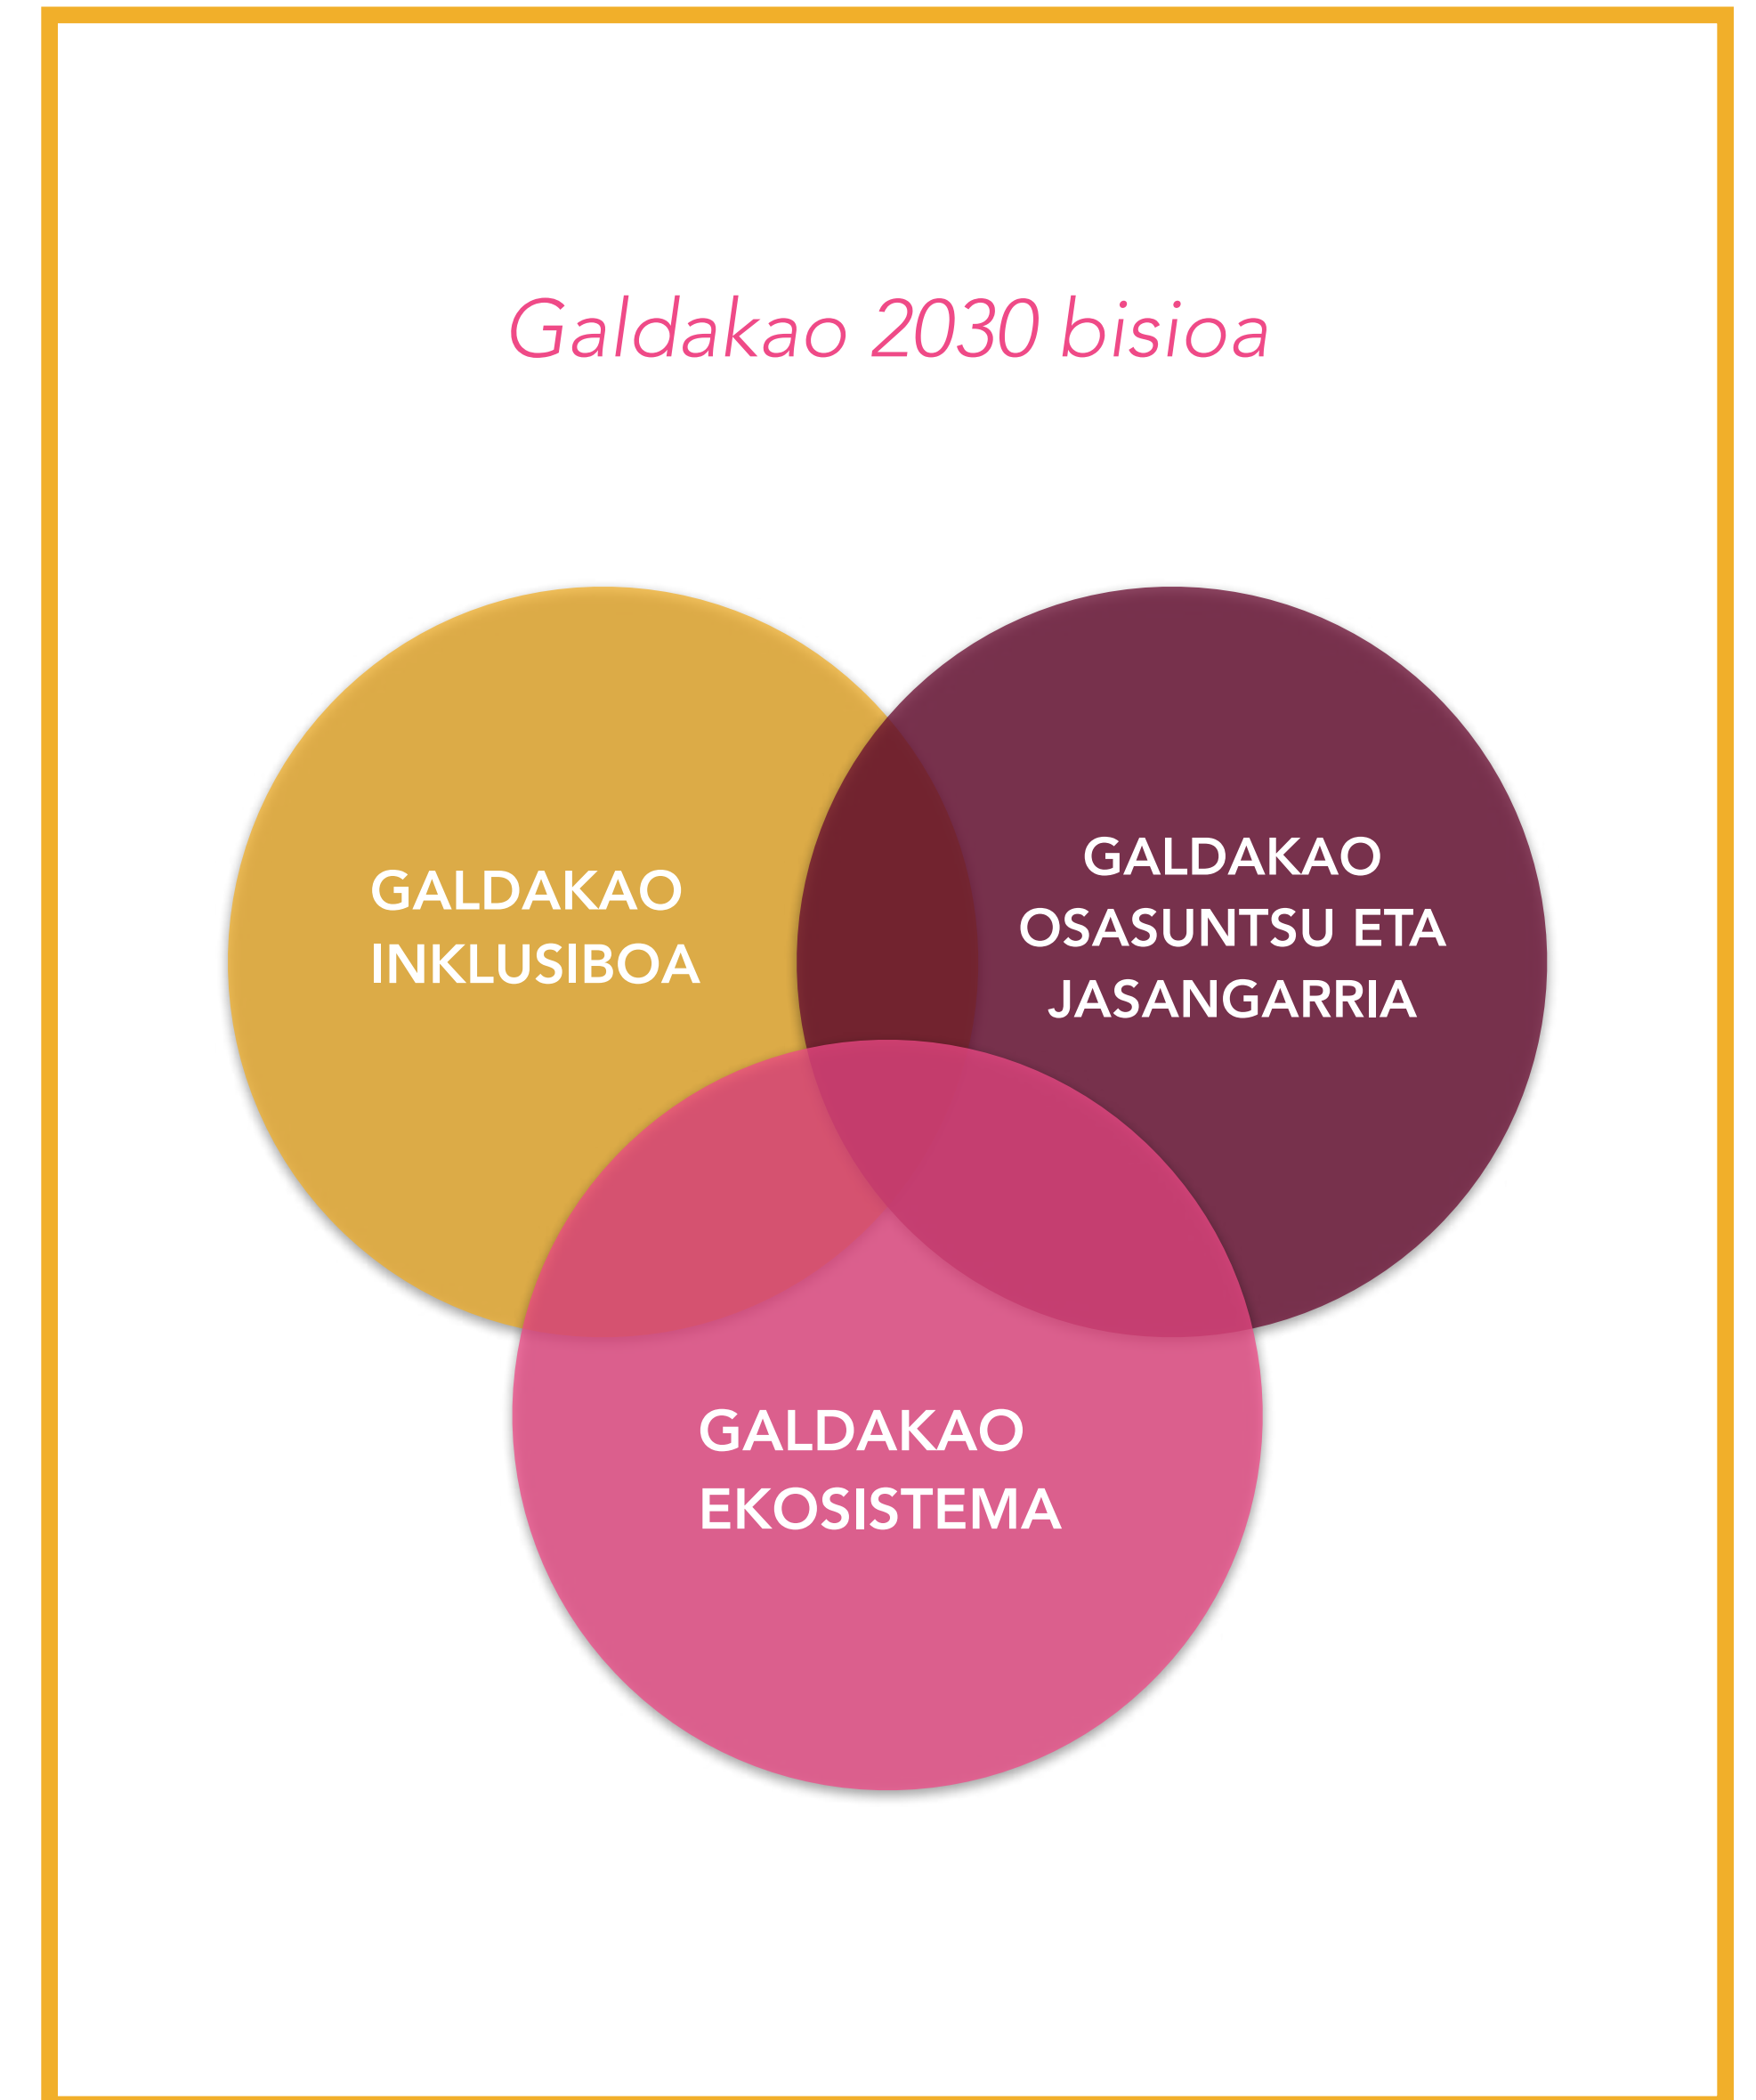 Galdakao 2030 bisioa
GALDAKAO
INKLUSIBOA
GALDAKAO
OSASUNTSU ETA
JASANGARRIA
GALDAKAO
EKOSISTEMA